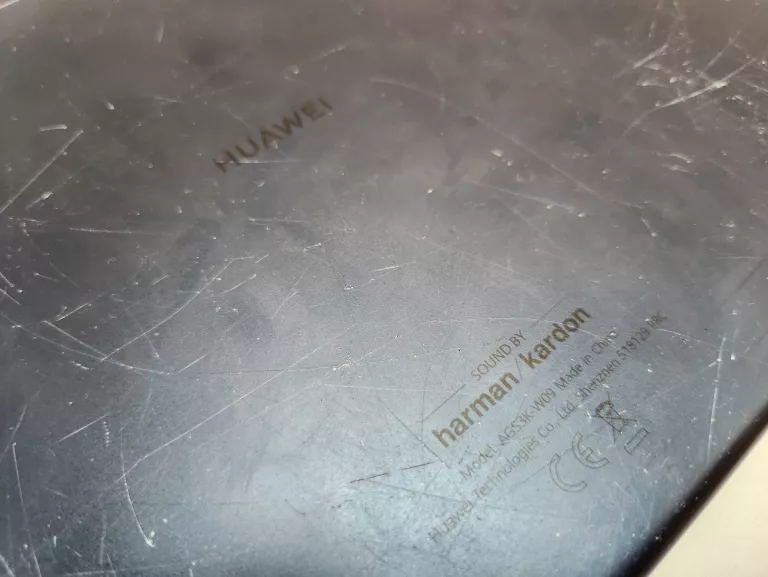 HUAWEI
SOUND BY
harman/kardon
Model: AGS3K-W09 Made in China
Huawei Technologies Co., Ltd. Shenzhen 518129 PRC
CE